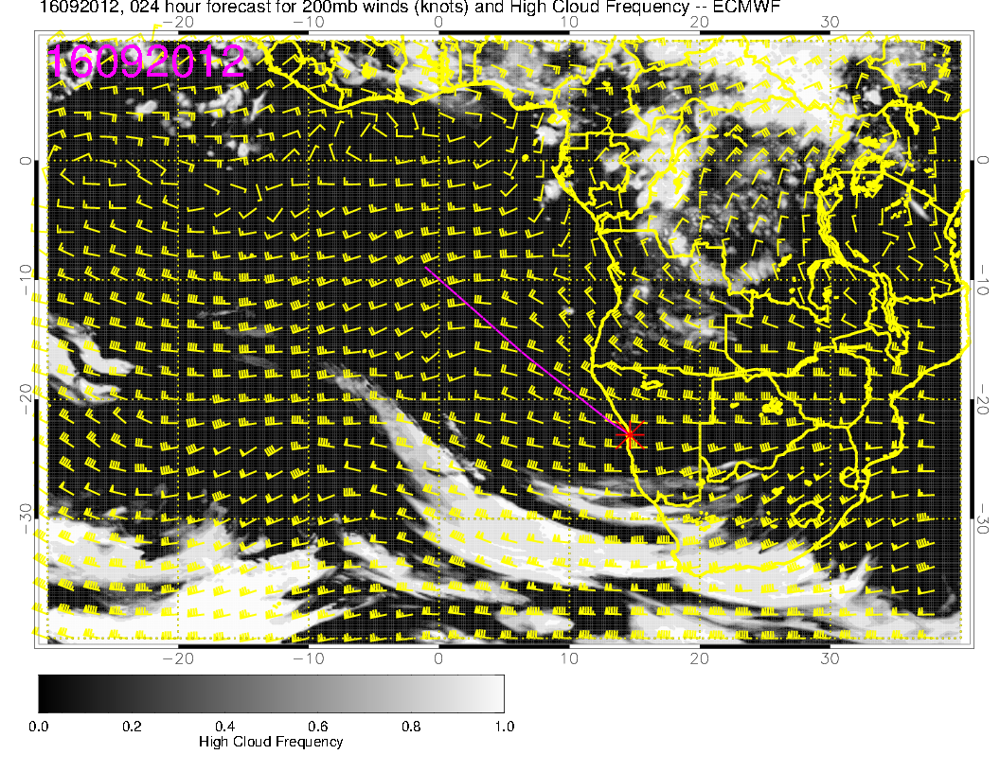 16092012, 024 hour forecast for 200mb winds (knots) and High Cloud Frequency -- ECMWF
−20 −10 0 10 20 30
16092012
0 0
−10 −10
−20 −20
−30 −30
−20 −10 0 10 20 30
0.0 0.2 0.4 0.6 0.8 1.0
High Cloud Frequency